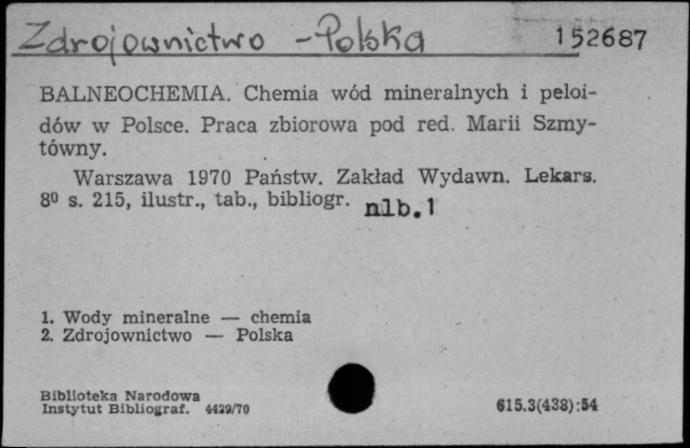 Zdrojownictwo - Polska 152687
BALNEOCHEMIA. Chemia wód mineralnych i peloi-
dów w Polsce. Praca zbiorowa pod red. Marii Szmy-
tówny.
Warszawa 1970 Państw. Zakład Wydawn. Lekars.
8⁰ s. 215, ilustr., tab., bibliogr. nlb.1
1. Wody mineralne — chemia
2. Zdrojownictwo — Polska
Biblioteka Narodowa
Instytut Bibliograf. 4429/70
615.3(438):54